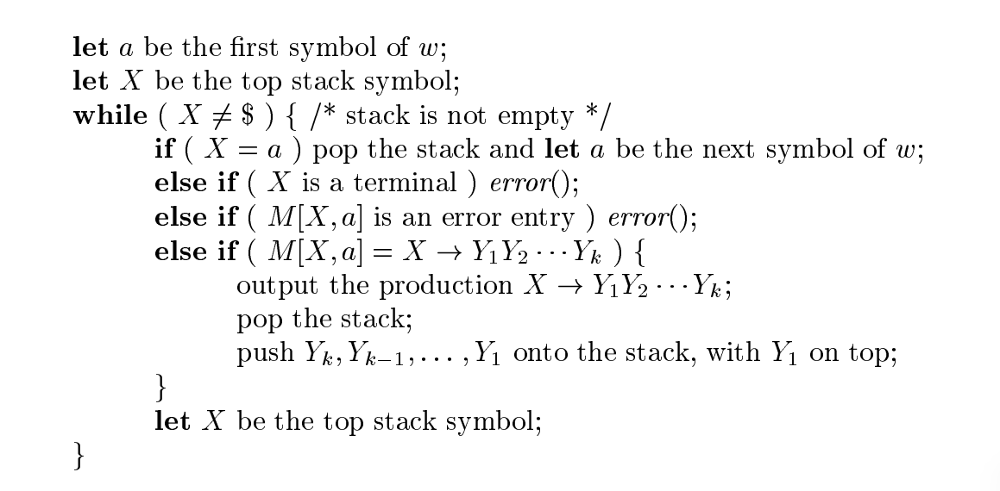 let a be the first symbol of w;
let X be the top stack symbol;
while ( X ≠ $ ) { /* stack is not empty */
if ( X = a ) pop the stack and let a be the next symbol of w;
else if ( X is a terminal ) error();
else if ( M[X, a] is an error entry ) error();
else if ( M[X, a] = X → Y₁Y₂ ⋯ Yₖ ) {
output the production X → Y₁Y₂ ⋯ Yₖ;
pop the stack;
push Yₖ, Yₖ₋₁, . . . , Y₁ onto the stack, with Y₁ on top;
}
let X be the top stack symbol;
}